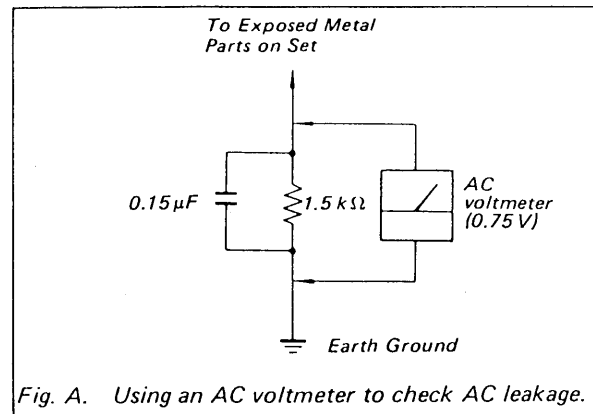 To Exposed Metal
Parts on Set
0.15μF
1.5 kΩ
AC
voltmeter
(0.75 V)
Earth Ground
Fig. A. Using an AC voltmeter to check AC leakage.